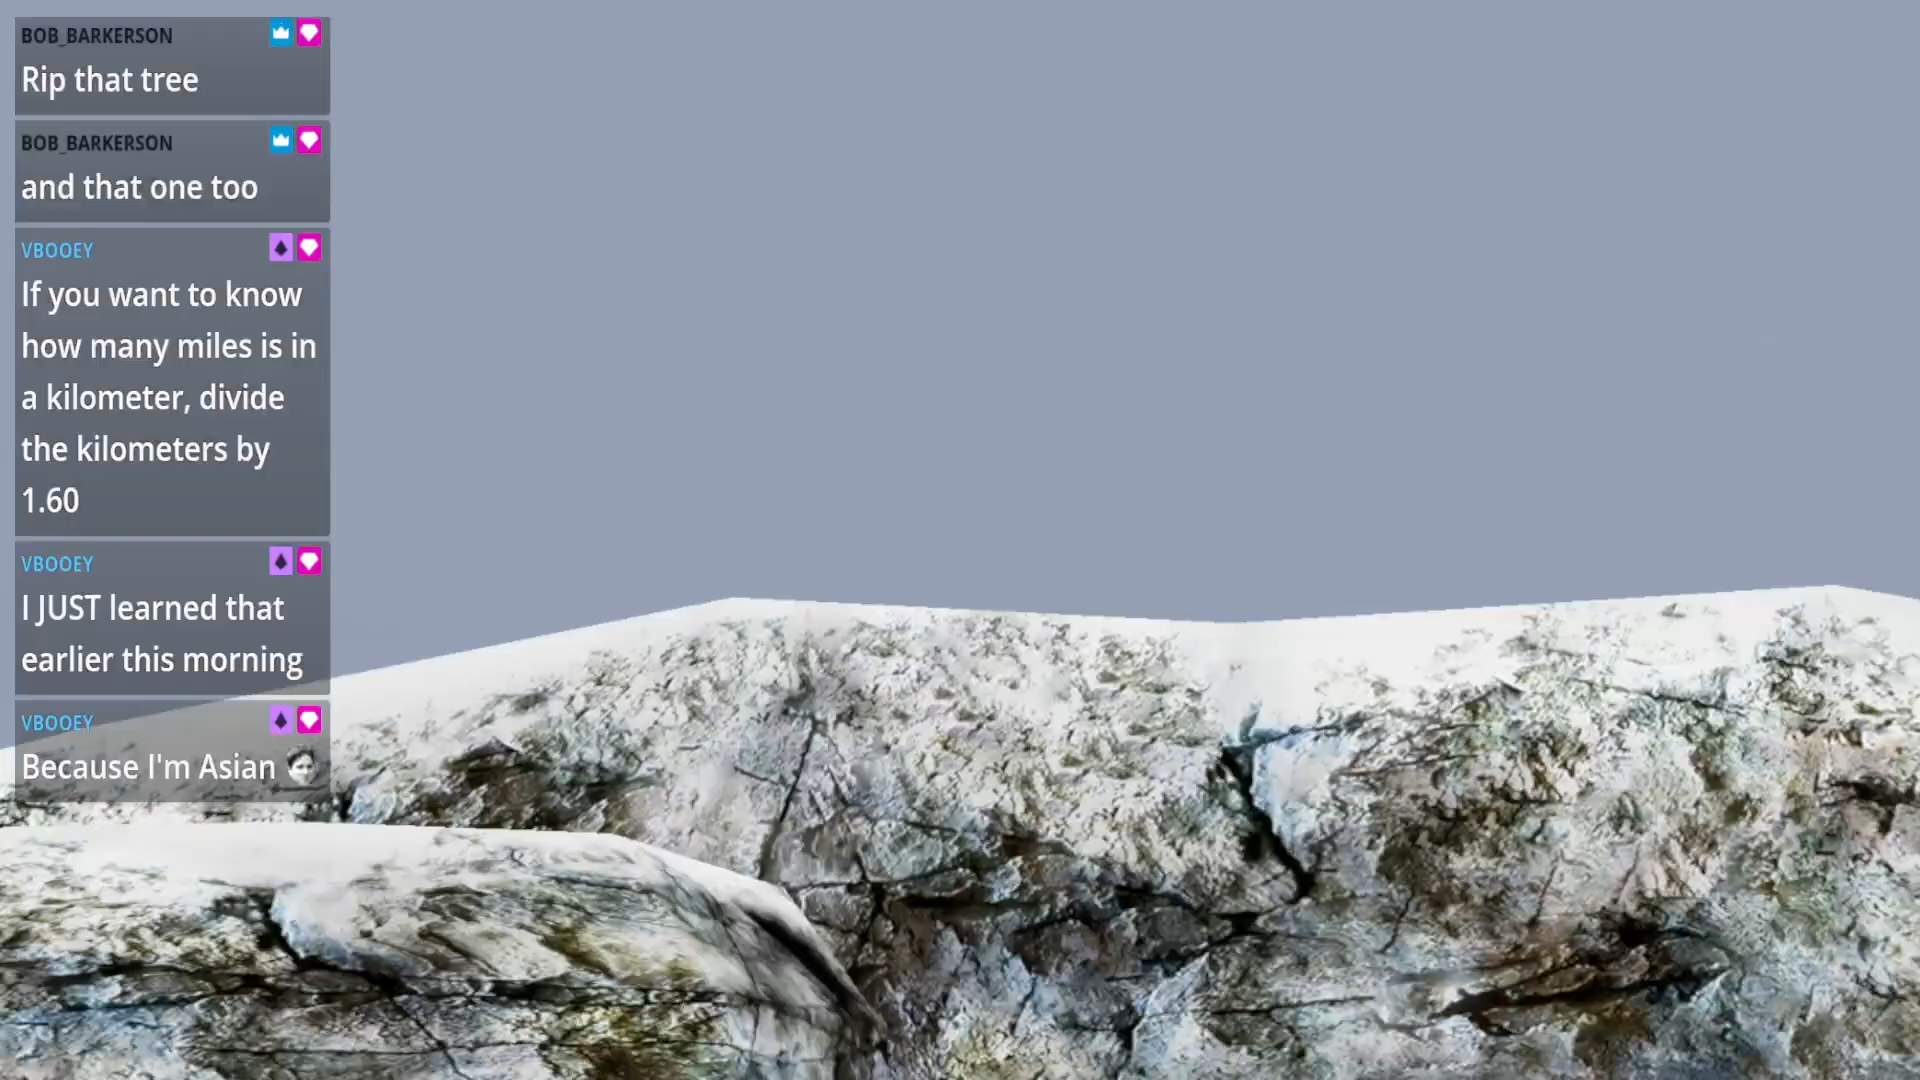 BOB_BARKERSON
Rip that tree
BOB_BARKERSON
and that one too
VBOOEY
If you want to know
how many miles is in
a kilometer, divide
the kilometers by
1.60
VBOOEY
I JUST learned that
earlier this morning
VBOOEY
Because I'm Asian